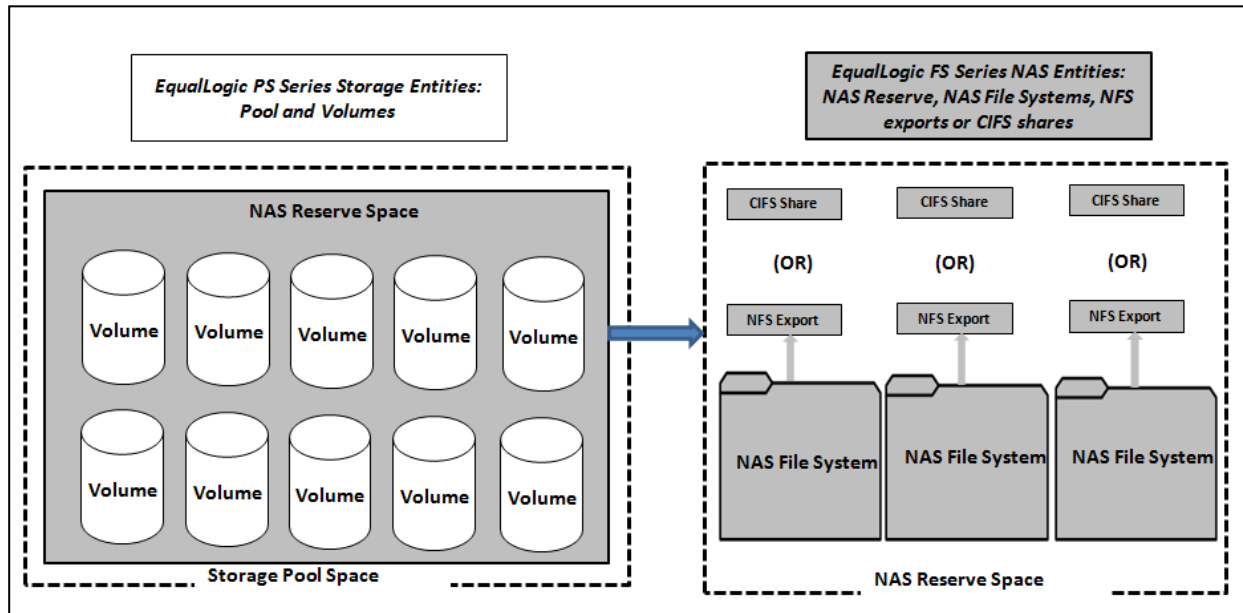 EqualLogic PS Series Storage Entities:
Pool and Volumes
EqualLogic FS Series NAS Entities:
NAS Reserve, NAS File Systems, NFS
exports or CIFS shares
NAS Reserve Space
Volume Volume Volume Volume Volume
Volume Volume Volume Volume Volume
Storage Pool Space
CIFS Share CIFS Share CIFS Share
(OR) (OR) (OR)
NFS Export NFS Export NFS Export
NAS File System NAS File System NAS File System
NAS Reserve Space